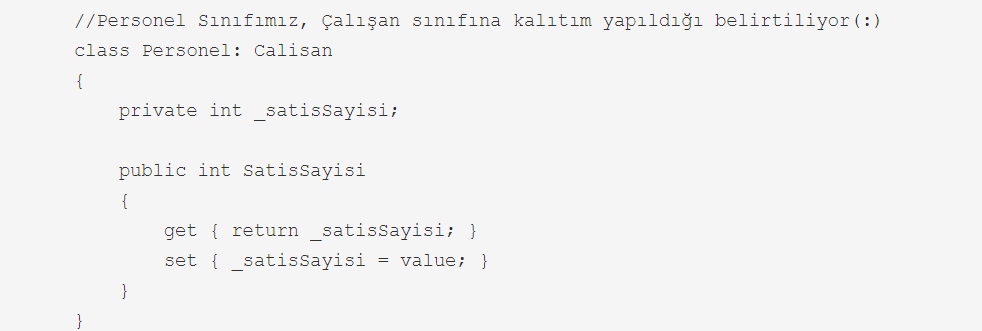 //Personel Sınıfımız, Çalışan sınıfına kalıtım yapıldığı belirtiliyor(:)
class Personel: Calisan
{
private int _satisSayisi;
public int SatisSayisi
{
get { return _satisSayisi; }
set { _satisSayisi = value; }
}
}